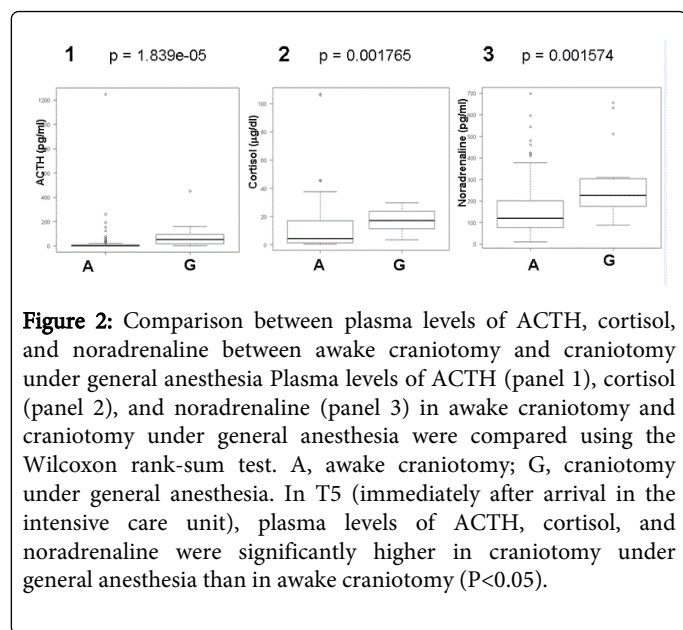 1 p = 1.839e-05 2 p = 0.001765 3 p = 0.001574
ACTH (pg/ml)
1200
800
600
400
200
0
A G
Cortisol (µg/dl)
100
80
60
40
20
0
A G
Noradrenaline (pg/ml)
700
600
500
400
300
200
100
0
A G
Figure 2: Comparison between plasma levels of ACTH, cortisol,
and noradrenaline between awake craniotomy and craniotomy
under general anesthesia Plasma levels of ACTH (panel 1), cortisol
(panel 2), and noradrenaline (panel 3) in awake craniotomy and
craniotomy under general anesthesia were compared using the
Wilcoxon rank-sum test. A, awake craniotomy; G, craniotomy
under general anesthesia. In T5 (immediately after arrival in the
intensive care unit), plasma levels of ACTH, cortisol, and
noradrenaline were significantly higher in craniotomy under
general anesthesia than in awake craniotomy (P<0.05).